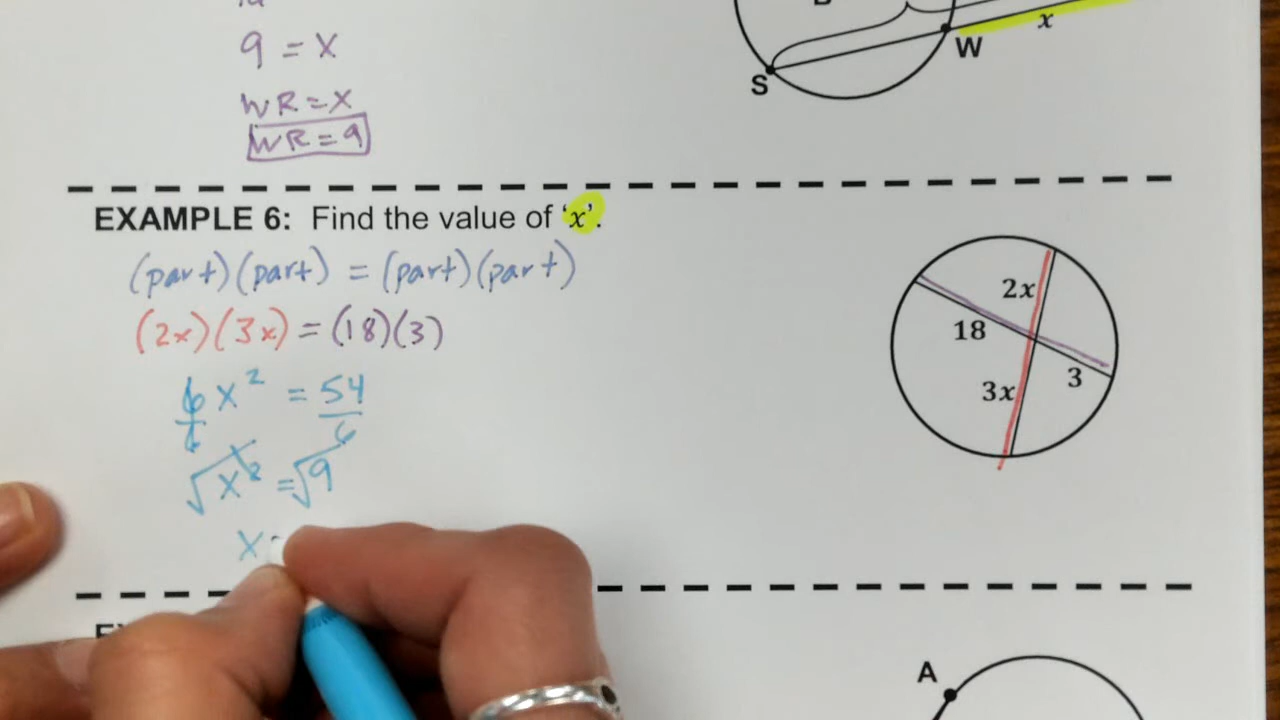 9 = x
WR = x
WR = 9
S
W
x
EXAMPLE 6: Find the value of ‘x’.
(part)(part) = (part)(part)
(2x)(3x) = (18)(3)
6x² = 54
6 6
√x² = √9
x
2x
18
3x
3
A